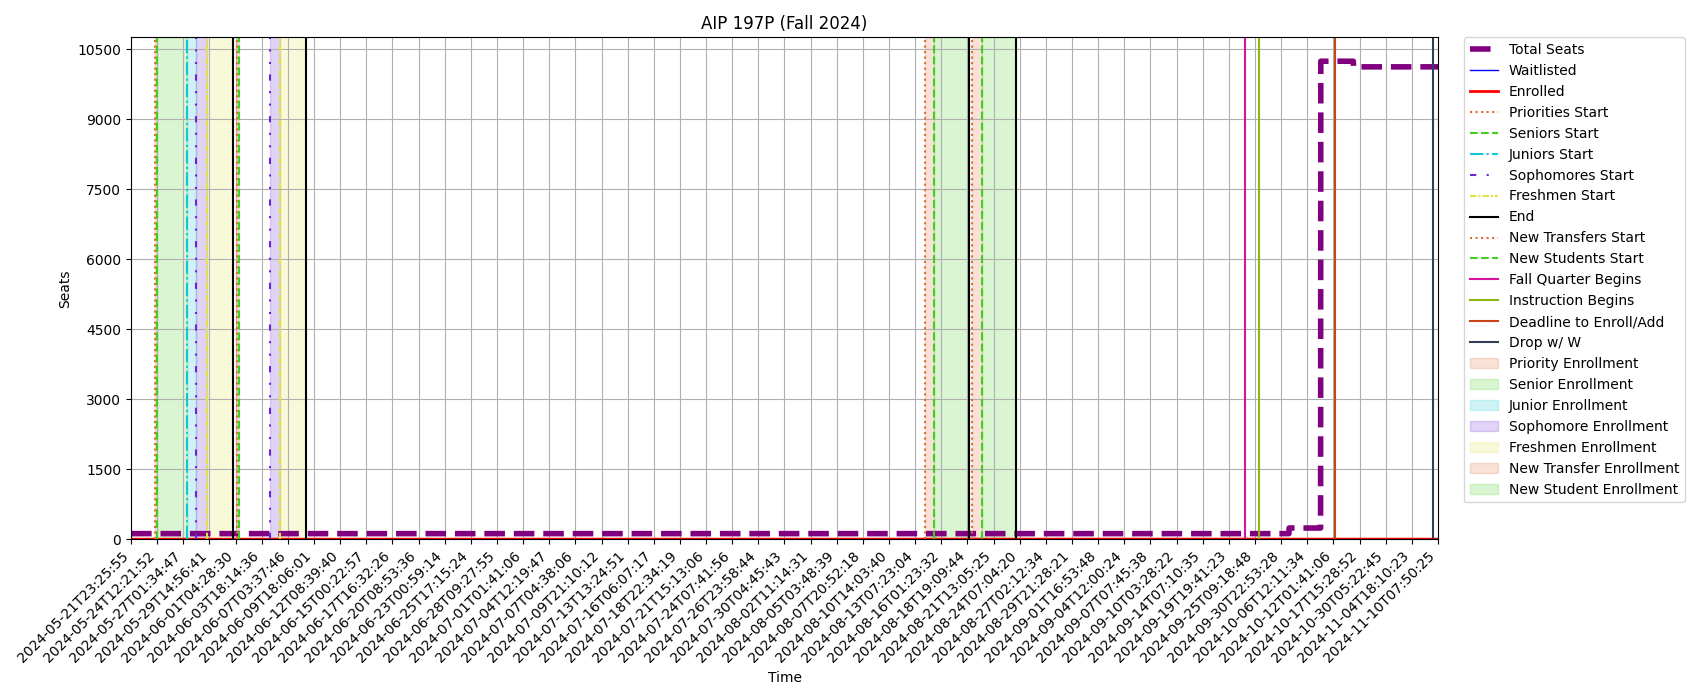 AIP 197P (Fall 2024)
Seats
10500
9000
7500
6000
4500
3000
1500
0
2024-05-21T23:25:55
2024-05-24T12:21:52
2024-05-27T01:34:47
2024-05-29T14:56:41
2024-06-01T04:28:30
2024-06-03T18:14:36
2024-06-07T03:37:46
2024-06-09T18:06:01
2024-06-12T08:39:40
2024-06-15T00:22:57
2024-06-17T16:32:26
2024-06-20T08:53:36
2024-06-23T00:59:14
2024-06-25T17:15:24
2024-06-28T09:27:55
2024-07-01T01:41:06
2024-07-04T12:19:47
2024-07-07T04:38:06
2024-07-09T21:10:12
2024-07-13T13:24:51
2024-07-16T06:07:17
2024-07-18T22:34:19
2024-07-21T15:13:06
2024-07-24T07:41:56
2024-07-26T23:58:44
2024-07-30T04:45:43
2024-08-02T11:14:31
2024-08-05T03:48:39
2024-08-07T20:52:18
2024-08-10T14:03:40
2024-08-13T07:23:04
2024-08-16T01:23:32
2024-08-18T19:09:44
2024-08-21T13:05:25
2024-08-24T07:04:20
2024-08-27T02:12:34
2024-08-29T21:28:21
2024-09-01T16:53:48
2024-09-04T12:00:24
2024-09-07T07:45:38
2024-09-10T03:28:22
2024-09-14T07:10:35
2024-09-19T19:41:23
2024-09-25T09:18:48
2024-09-30T22:53:28
2024-10-06T12:11:34
2024-10-12T01:41:06
2024-10-17T15:28:52
2024-10-30T05:22:45
2024-11-04T18:10:23
2024-11-10T07:50:25
Time
Total Seats
Waitlisted
Enrolled
Priorities Start
Seniors Start
Juniors Start
Sophomores Start
Freshmen Start
End
New Transfers Start
New Students Start
Fall Quarter Begins
Instruction Begins
Deadline to Enroll/Add
Drop w/ W
Priority Enrollment
Senior Enrollment
Junior Enrollment
Sophomore Enrollment
Freshmen Enrollment
New Transfer Enrollment
New Student Enrollment